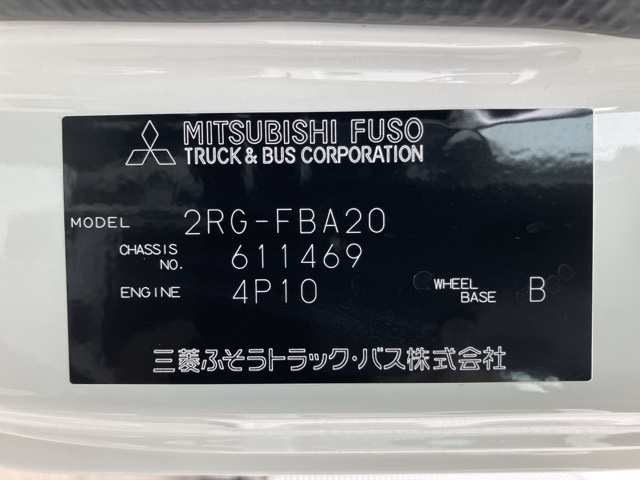 MITSUBISHI FUSO
TRUCK & BUS CORPORATION
MODEL 2RG-FBA20
CHASSIS NO. 611469
ENGINE 4P10 WHEEL BASE B
三菱ふそうトラック・バス株式会社